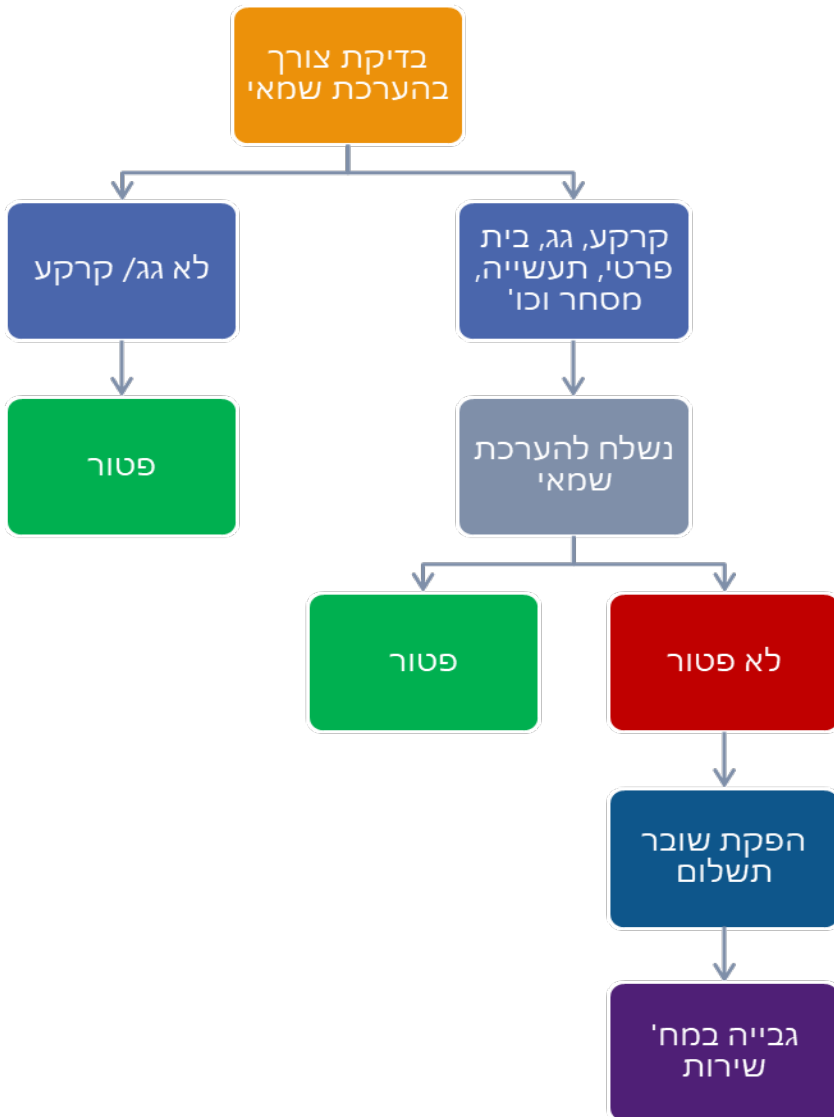 בדיקת צורך
בהערכת שמאי
קרקע, גג, בית
פרטי, תעשייה,
מסחר וכו'
לא גג/ קרקע
נשלח להערכת
שמאי
פטור
לא פטור
פטור
הפקת שובר
תשלום
גבייה במח'
שירות